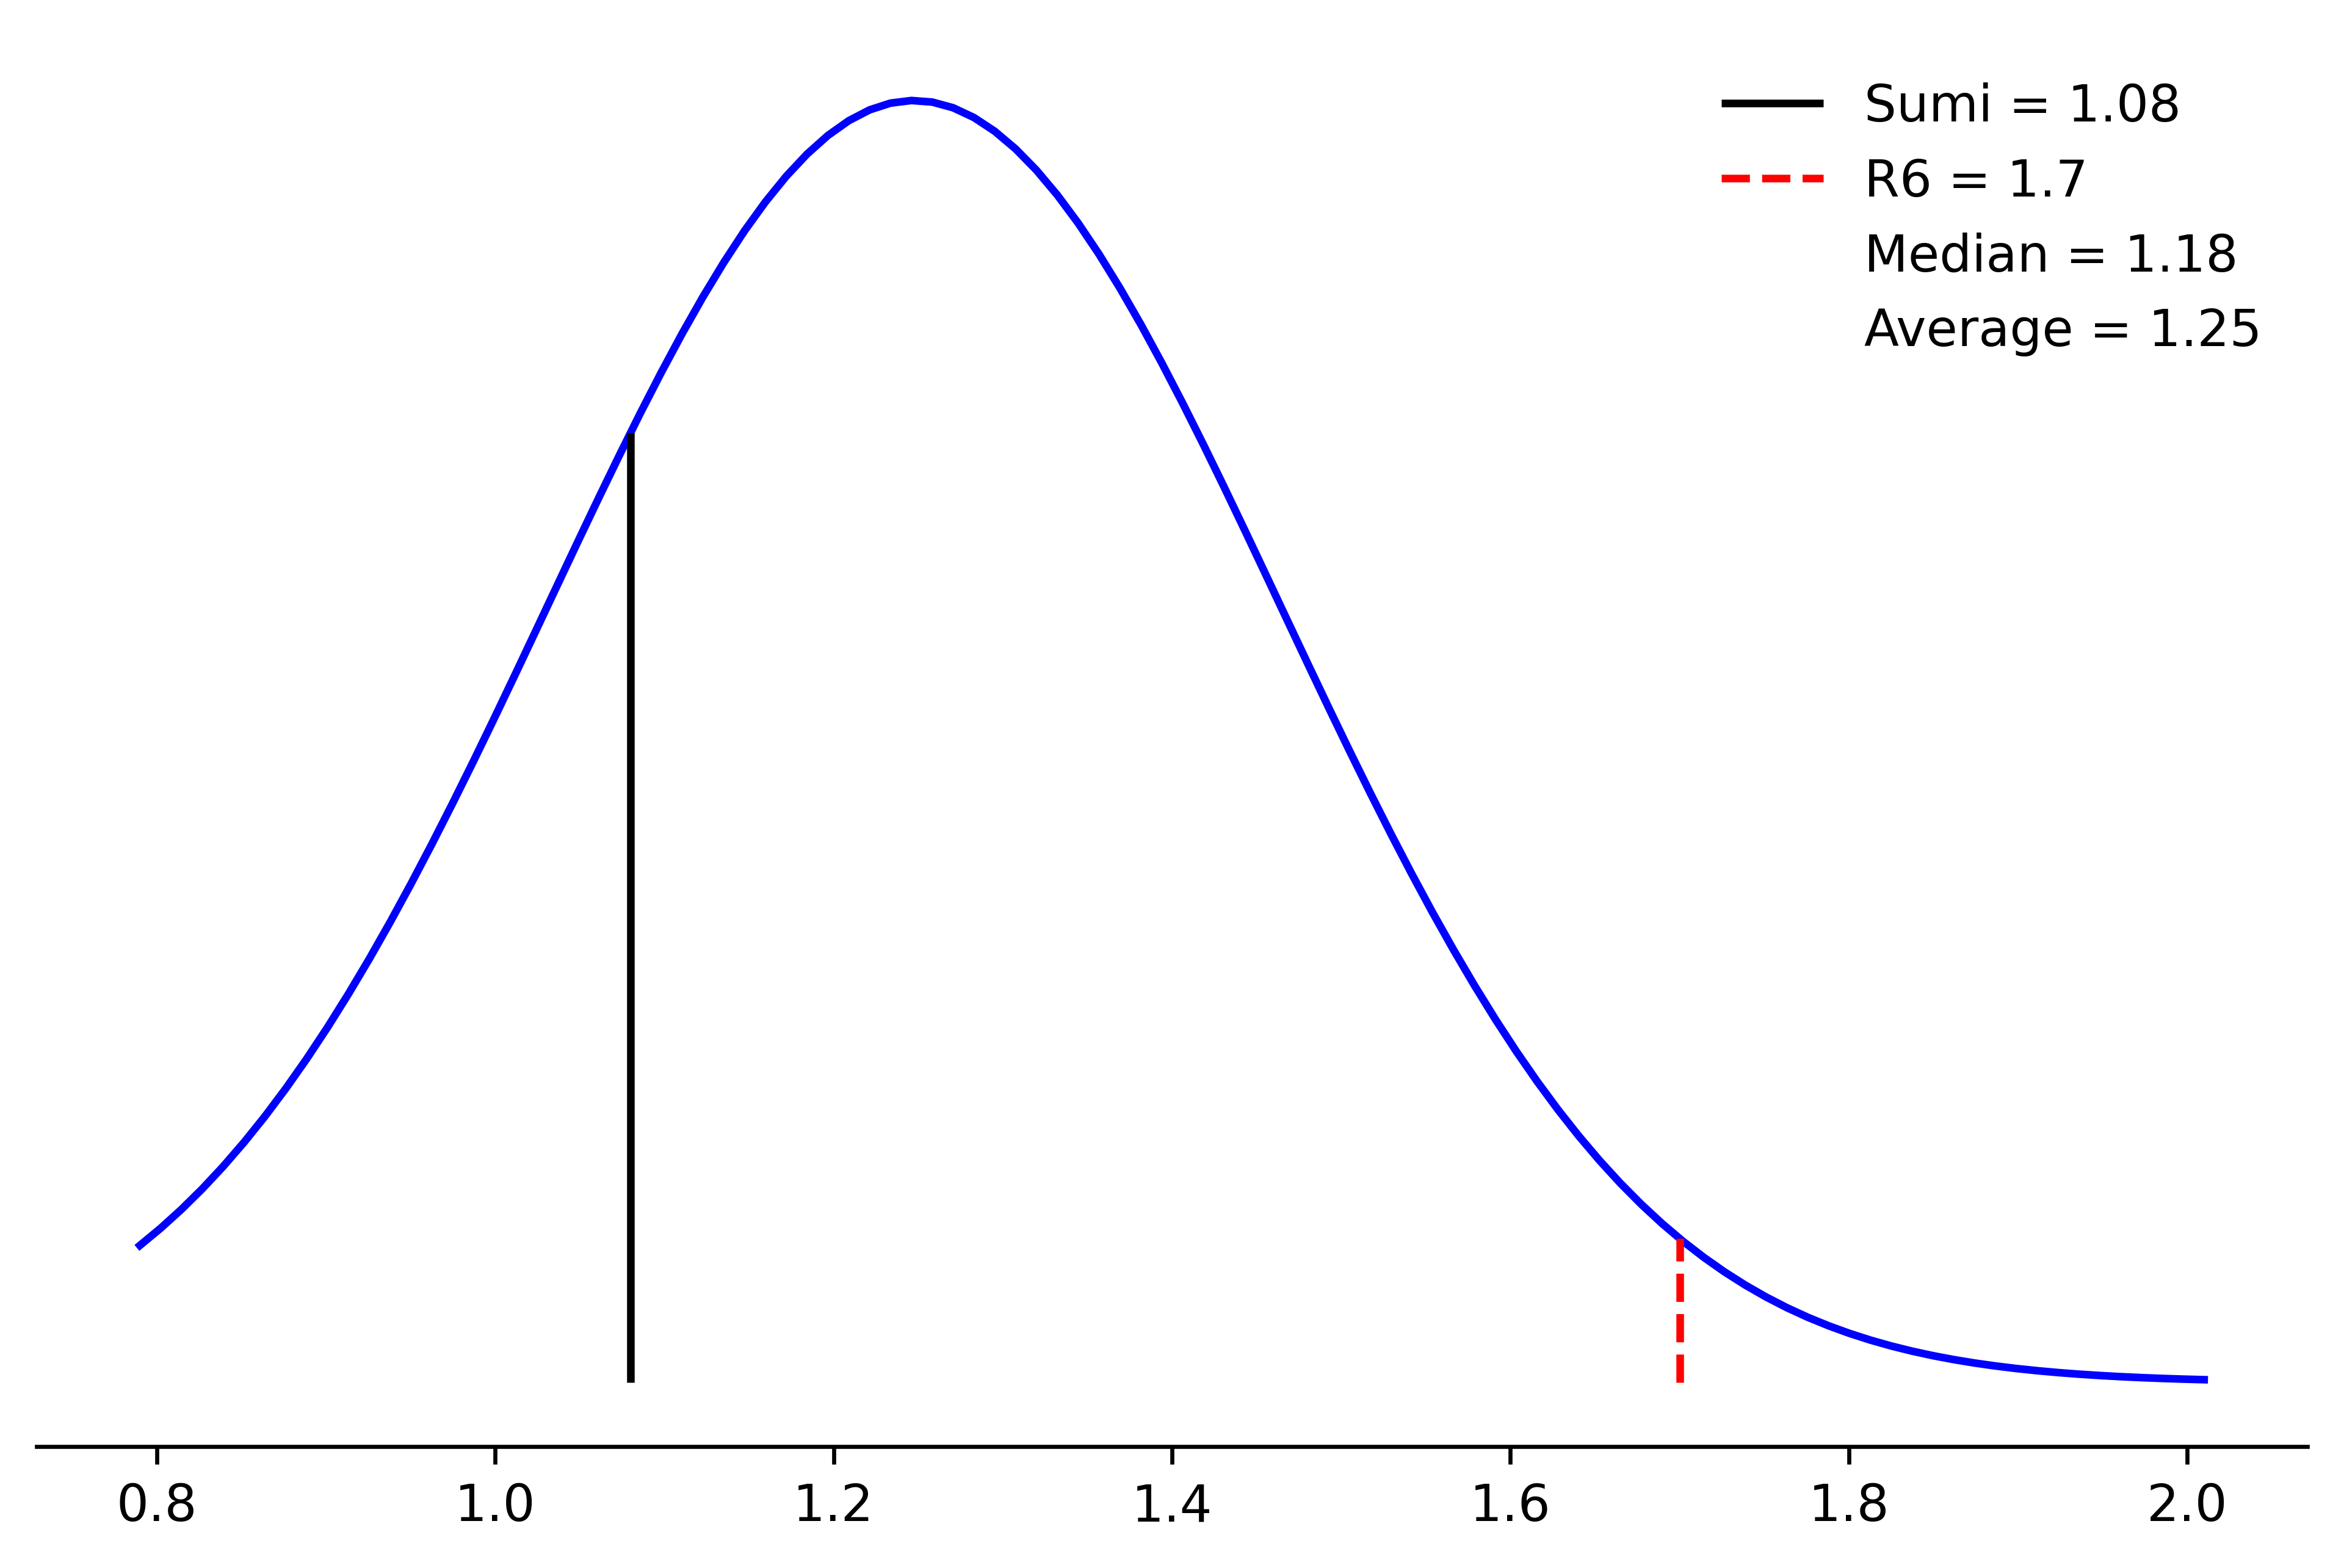 Sumi = 1.08
R6 = 1.7
Median = 1.18
Average = 1.25
0.8 1.0 1.2 1.4 1.6 1.8 2.0